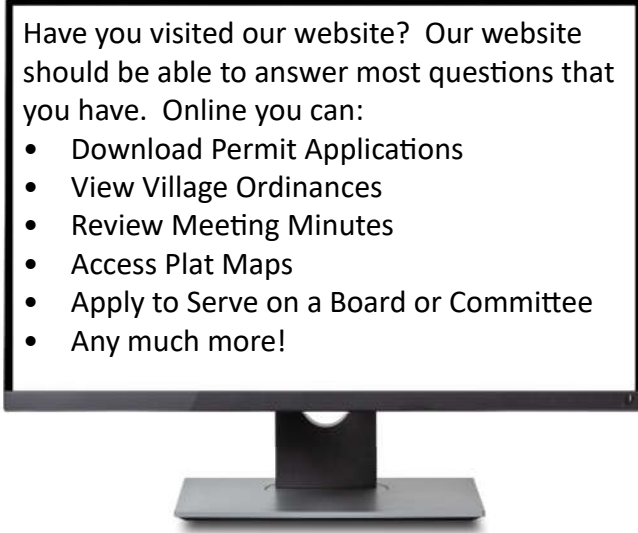 Have you visited our website?  Our website
should be able to answer most questions that
you have.  Online you can:
• Download Permit Applications
• View Village Ordinances
• Review Meeting Minutes
• Access Plat Maps
• Apply to Serve on a Board or Committee
• Any much more!